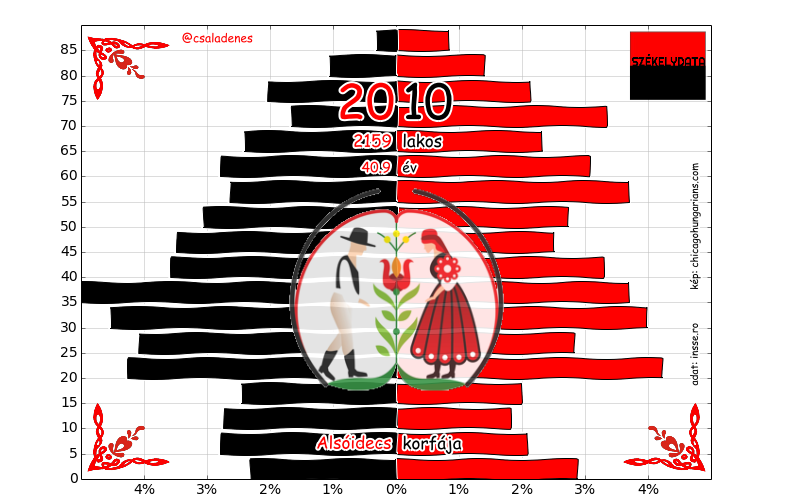 @csaladenes
SZÉKELYDATA
2010
2159 lakos
40.9 év
Alsóidecs korfája
kép: chicagohungarians.com
adat: insse.ro
85
80
75
70
65
60
55
50
45
40
35
30
25
20
15
10
5
0
4% 3% 2% 1% 0% 1% 2% 3% 4%